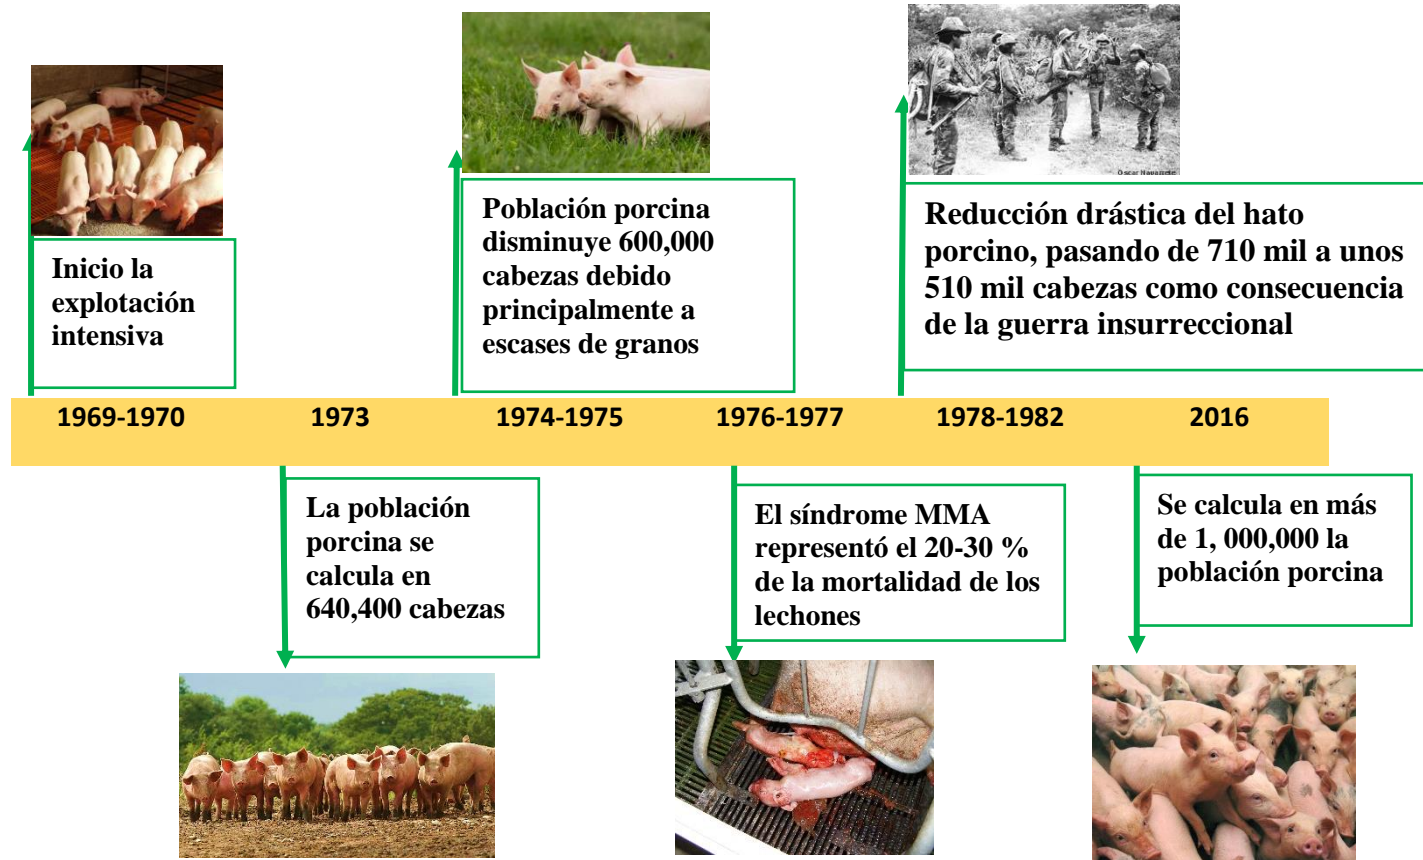 Oscar Navarrete
Inicio la
explotación
intensiva
Población porcina
disminuye 600,000
cabezas debido
principalmente a
escases de granos
Reducción drástica del hato
porcino, pasando de 710 mil a unos
510 mil cabezas como consecuencia
de la guerra insurreccional
1969-1970
1973
1974-1975
1976-1977
1978-1982
2016
La población
porcina se
calcula en
640,400 cabezas
El síndrome MMA
representó el 20-30 %
de la mortalidad de los
lechones
Se calcula en más
de 1, 000,000 la
población porcina